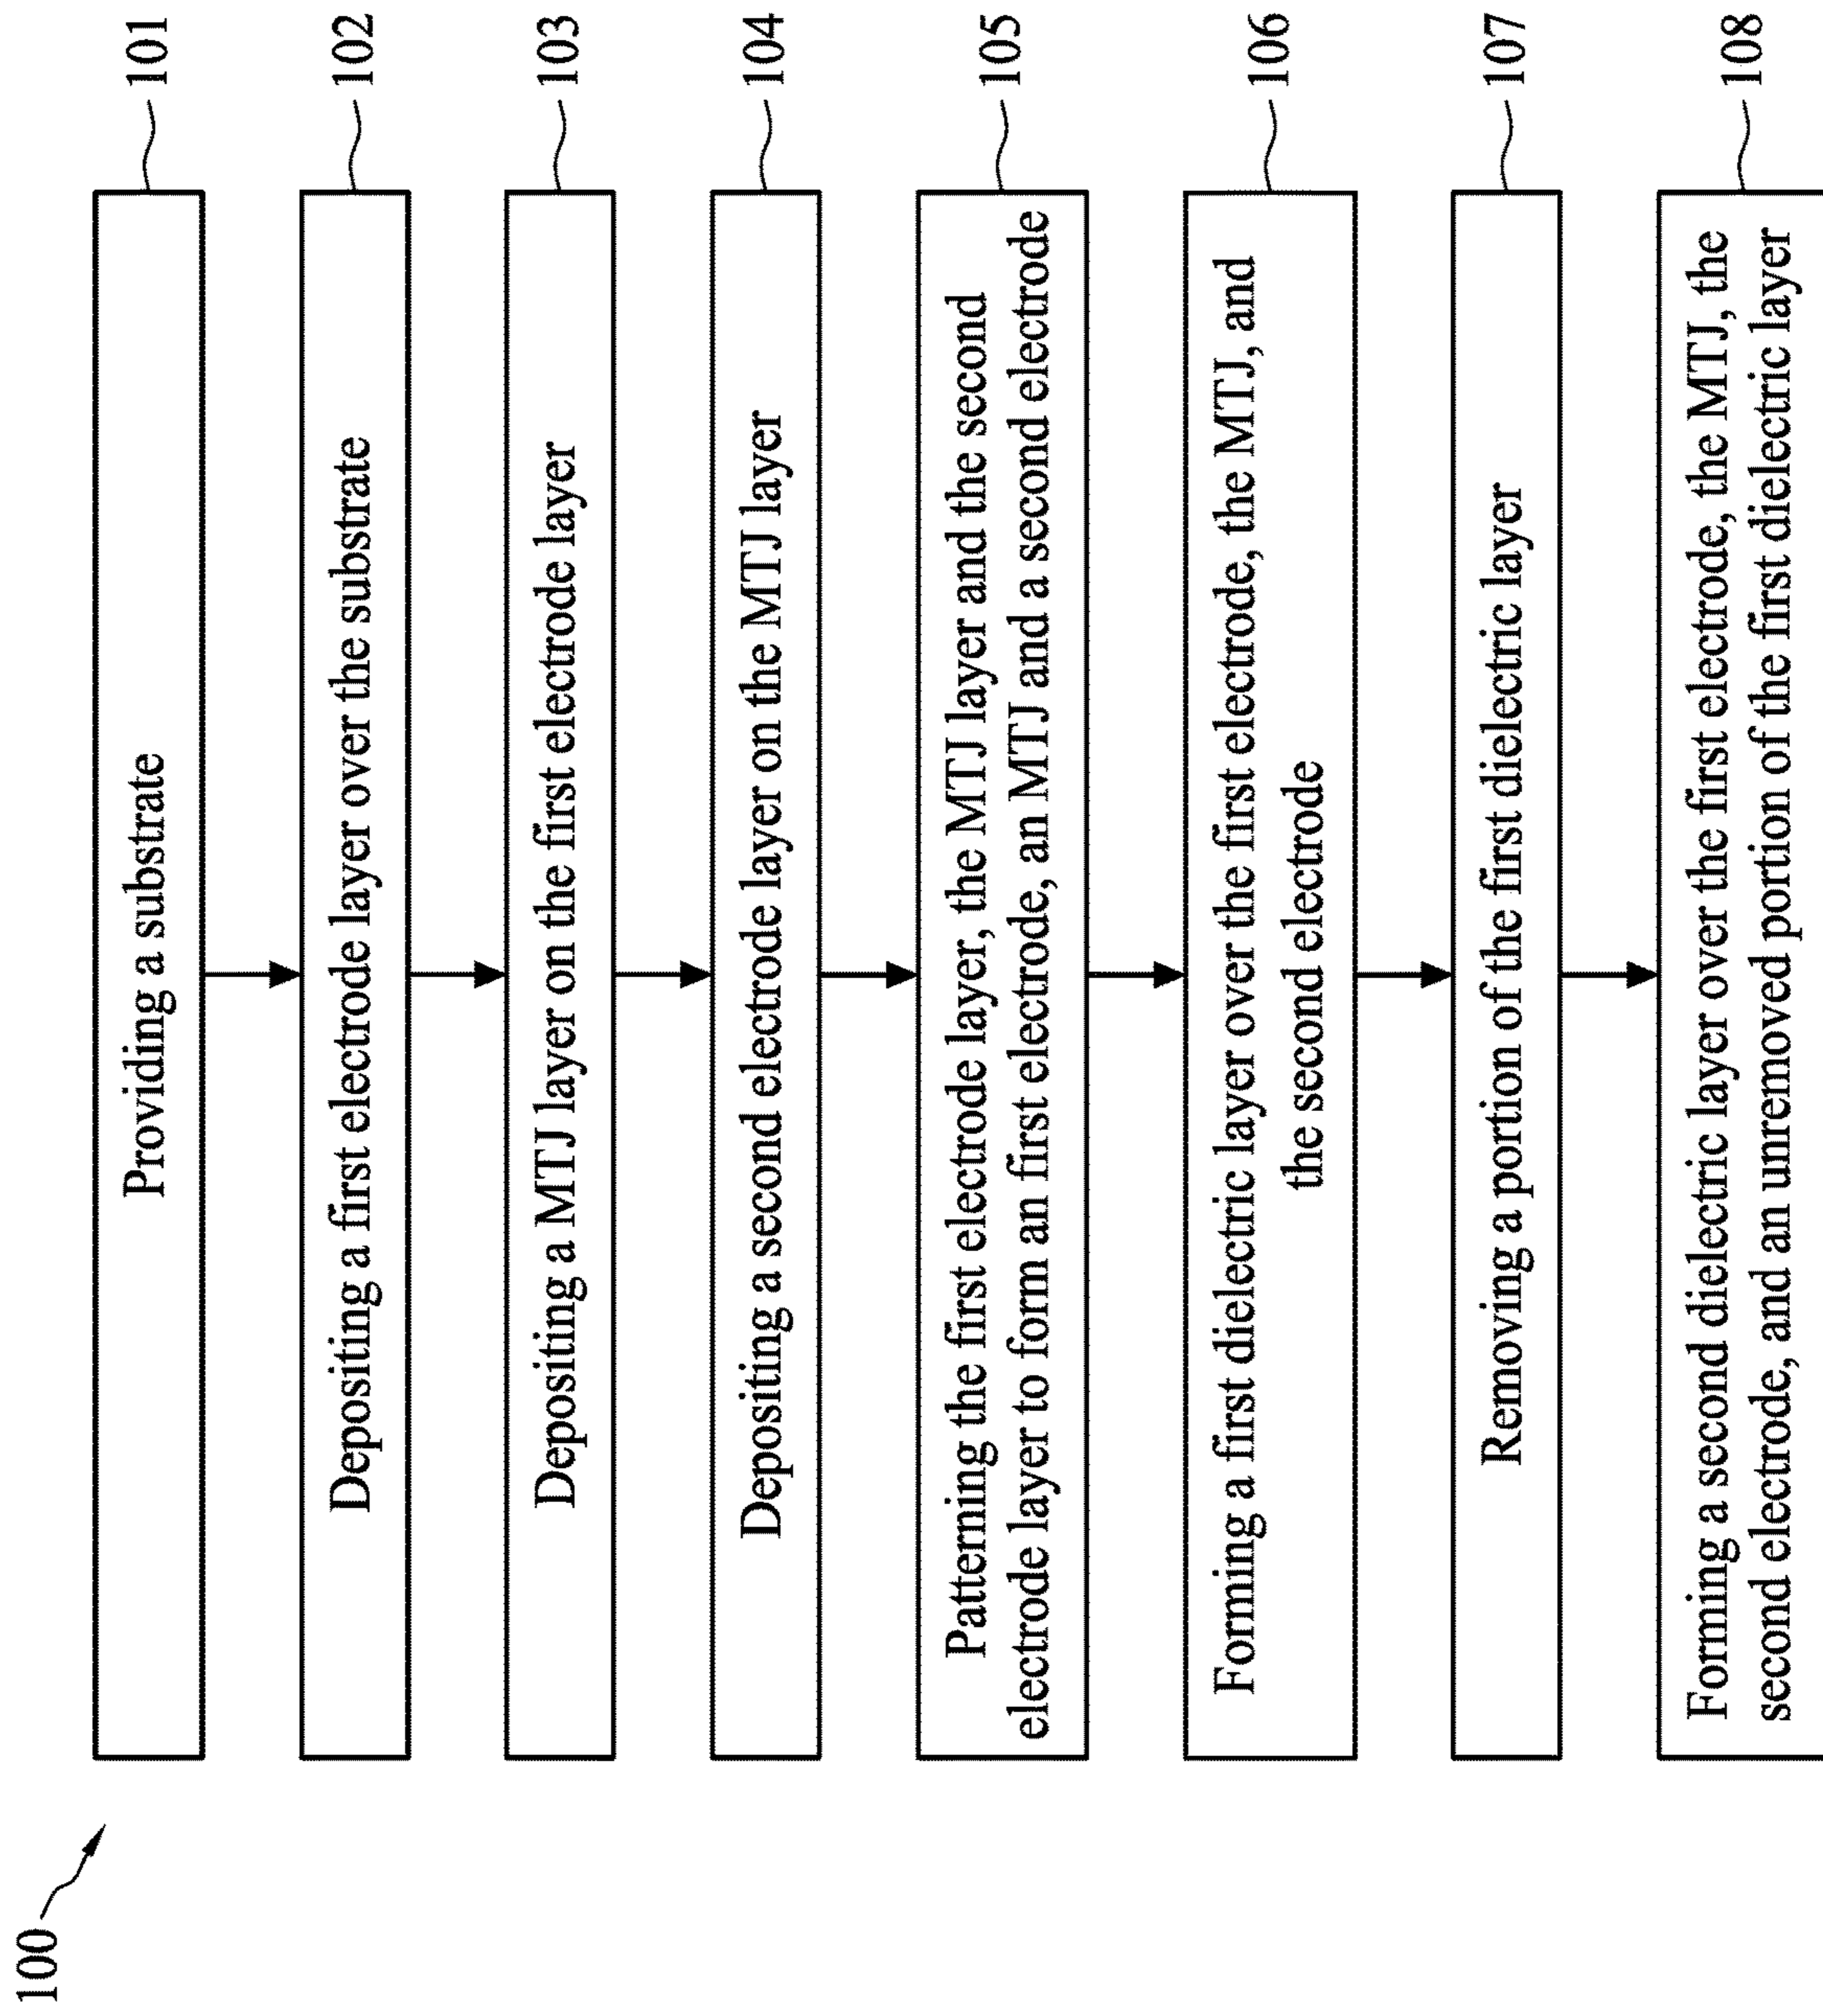 100
Providing a substrate
101
Depositing a first electrode layer over the substrate
102
Depositing a MTJ layer on the first electrode layer
103
Depositing a second electrode layer on the MTJ layer
104
Patterning the first electrode layer, the MTJ layer and the second
electrode layer to form an first electrode, an MTJ and a second electrode
105
Forming a first dielectric layer over the first electrode, the MTJ, and
the second electrode
106
Removing a portion of the first dielectric layer
107
Forming a second dielectric layer over the first electrode, the MTJ, the
second electrode, and an unremoved portion of the first dielectric layer
108